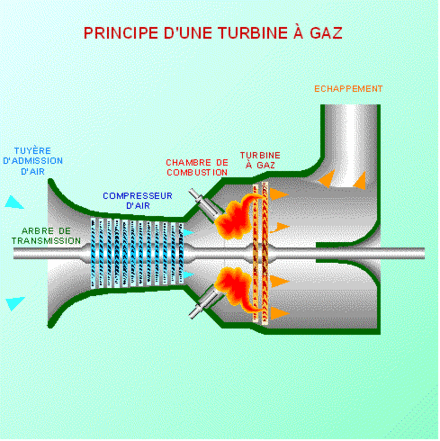 PRINCIPE D'UNE TURBINE À GAZ
ECHAPPEMENT
TUYÈRE
D'ADMISSION
D'AIR
CHAMBRE DE
COMBUSTION
TURBINE
À GAZ
COMPRESSEUR
D'AIR
ARBRE DE
TRANSMISSION